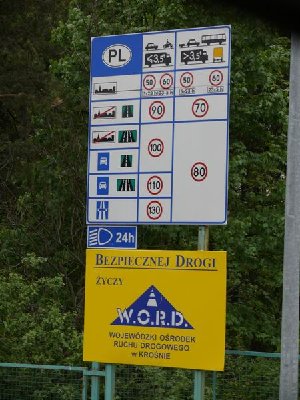 PL
≤3,5t >3,5t
50 60 50 60
90 70
100
80
110
130
24h
BEZPIECZNEJ DROGI
ŻYCZY
W.O.R.D.
WOJEWÓDZKI OŚRODEK
RUCHU DROGOWEGO
w KROŚNIE